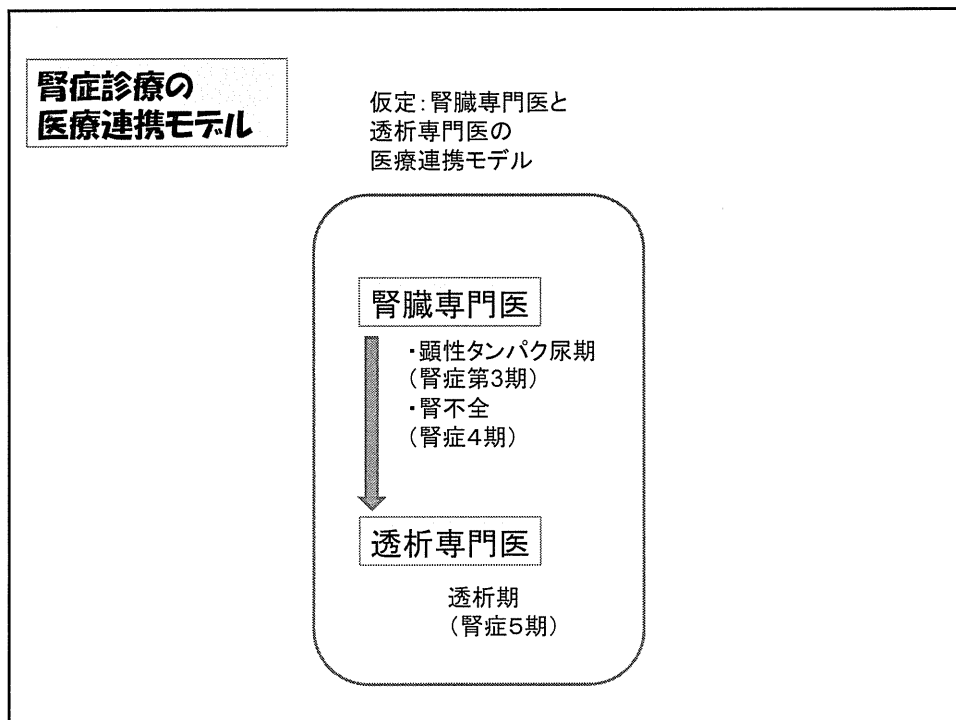 腎症診療の
医療連携モデル
仮定:腎臓専門医と
透析専門医の
医療連携モデル
腎臓専門医
・顕性タンパク尿期
(腎症第3期)
・腎不全
(腎症4期)
透析専門医
透析期
(腎症5期)